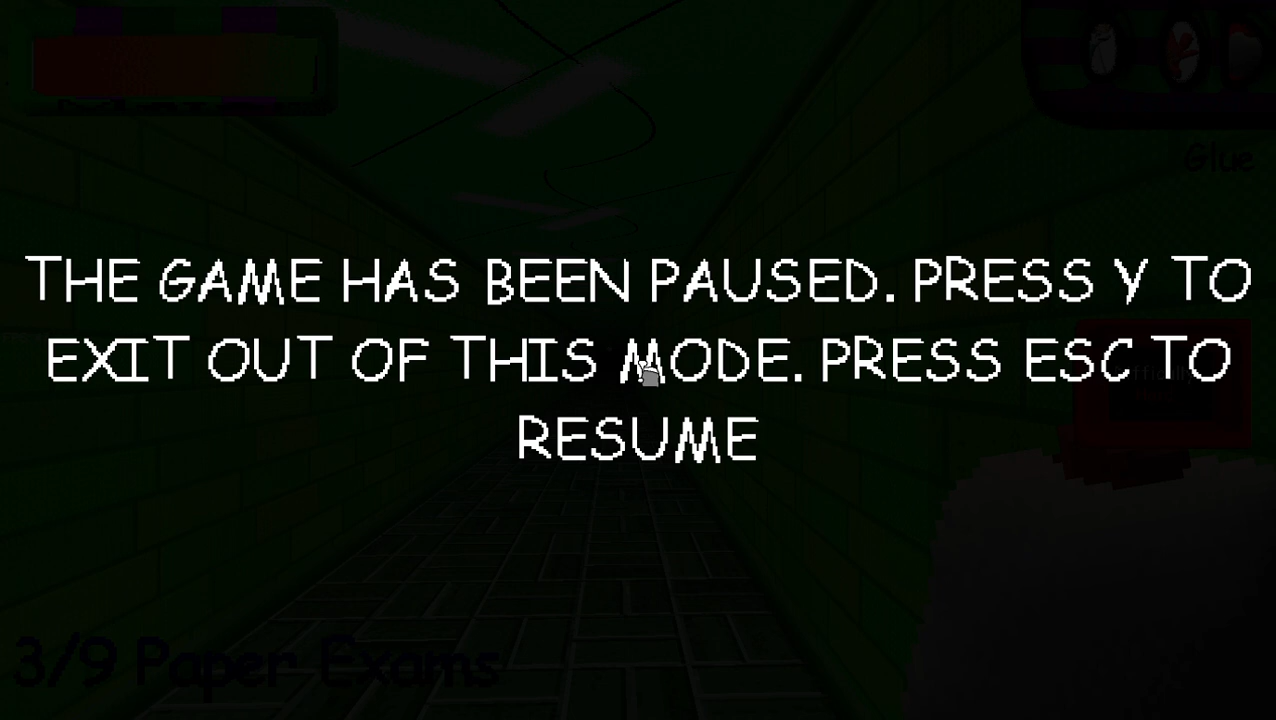 Glue
THE GAME HAS BEEN PAUSED. PRESS Y TO
EXIT OUT OF THIS MODE. PRESS ESC TO
RESUME
3/9 Paper Exams